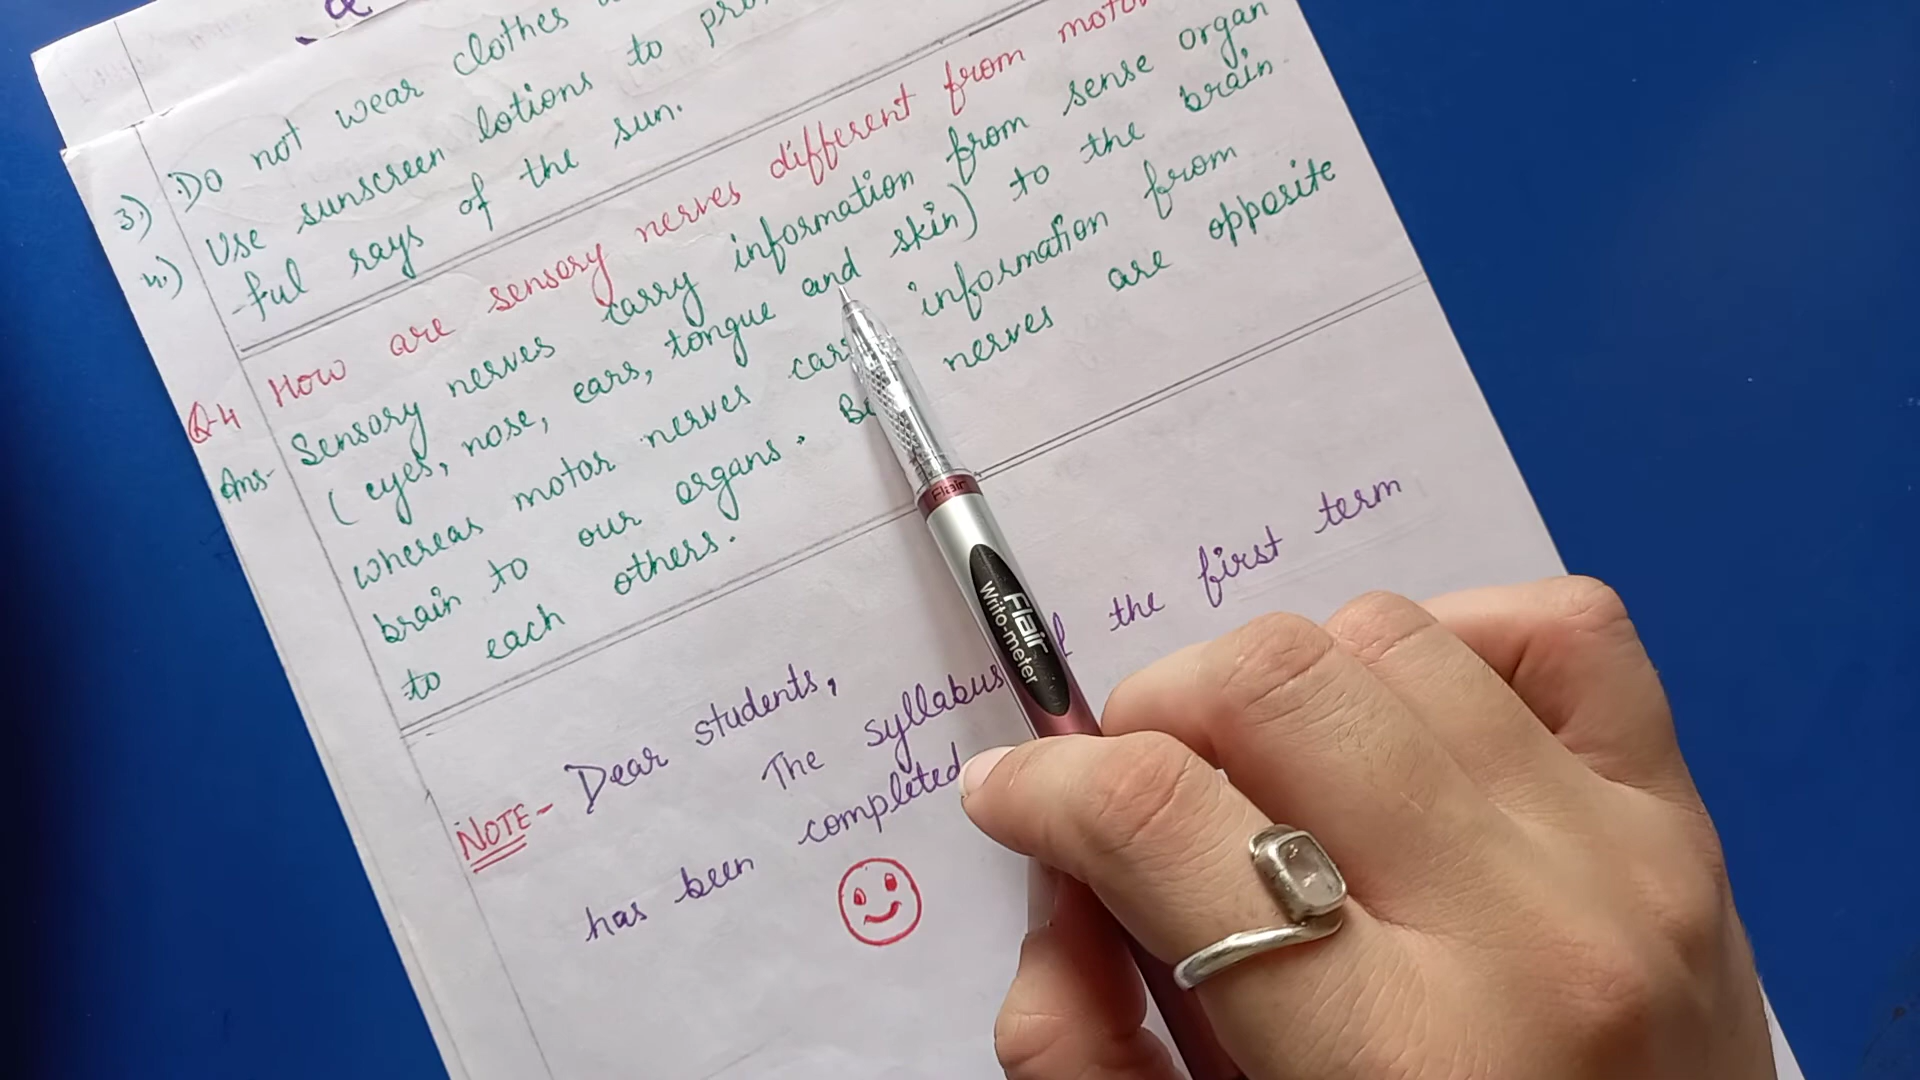 3.) Do not wear clothes
4.) Use sunscreen lotions to
-ful rays of the sun.
Q-4 How are sensory nerves different from
Ans- Sensory nerves carry information from sense organ
(eyes, nose, ears, tongue and skin) to the brain.
whereas motor nerves information from
brain to our organs. nerves are opposite
to each others.
NOTE- Dear students,
The syllabus the first term
has been completed
Flair
Flair
Writo-meter